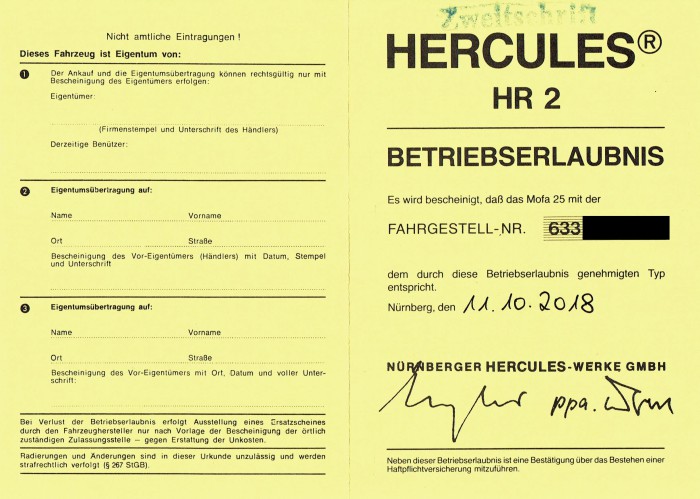 Nicht amtliche Eintragungen !
Dieses Fahrzeug ist Eigentum von:
1 Der Ankauf und die Eigentumsübertragung können rechtsgültig nur mit
Bescheinigung des Eigentümers erfolgen:
Eigentümer:
(Firmenstempel und Unterschrift des Händlers)
Derzeitige Benützer:
2 Eigentumsübertragung auf:
Name Vorname
Ort Straße
Bescheinigung des Vor-Eigentümers (Händlers) mit Datum, Stempel
und Unterschrift
3 Eigentumsübertragung auf:
Name Vorname
Ort Straße
Bescheinigung des Vor-Eigentümers mit Ort, Datum und voller Unter-
schrift:
Bei Verlust der Betriebserlaubnis erfolgt Ausstellung eines Ersatzscheines
durch den Fahrzeughersteller nur nach Vorlage der Bescheinigung der örtlich
zuständigen Zulassungsstelle – gegen Erstattung der Unkosten.
Radierungen und Änderungen sind in dieser Urkunde unzulässig und werden
strafrechtlich verfolgt (§ 267 StGB).
Zweitschrift
HERCULES®
HR 2
BETRIEBSERLAUBNIS
Es wird bescheinigt, daß das Mofa 25 mit der
FAHRGESTELL-NR. 633
dem durch diese Betriebserlaubnis genehmigten Typ
entspricht.
Nürnberg, den 11.10.2018
NÜRNBERGER HERCULES-WERKE GMBH
ppa.
Neben dieser Betriebserlaubnis ist eine Bestätigung über das Bestehen einer
Haftpflichtversicherung mitzuführen.